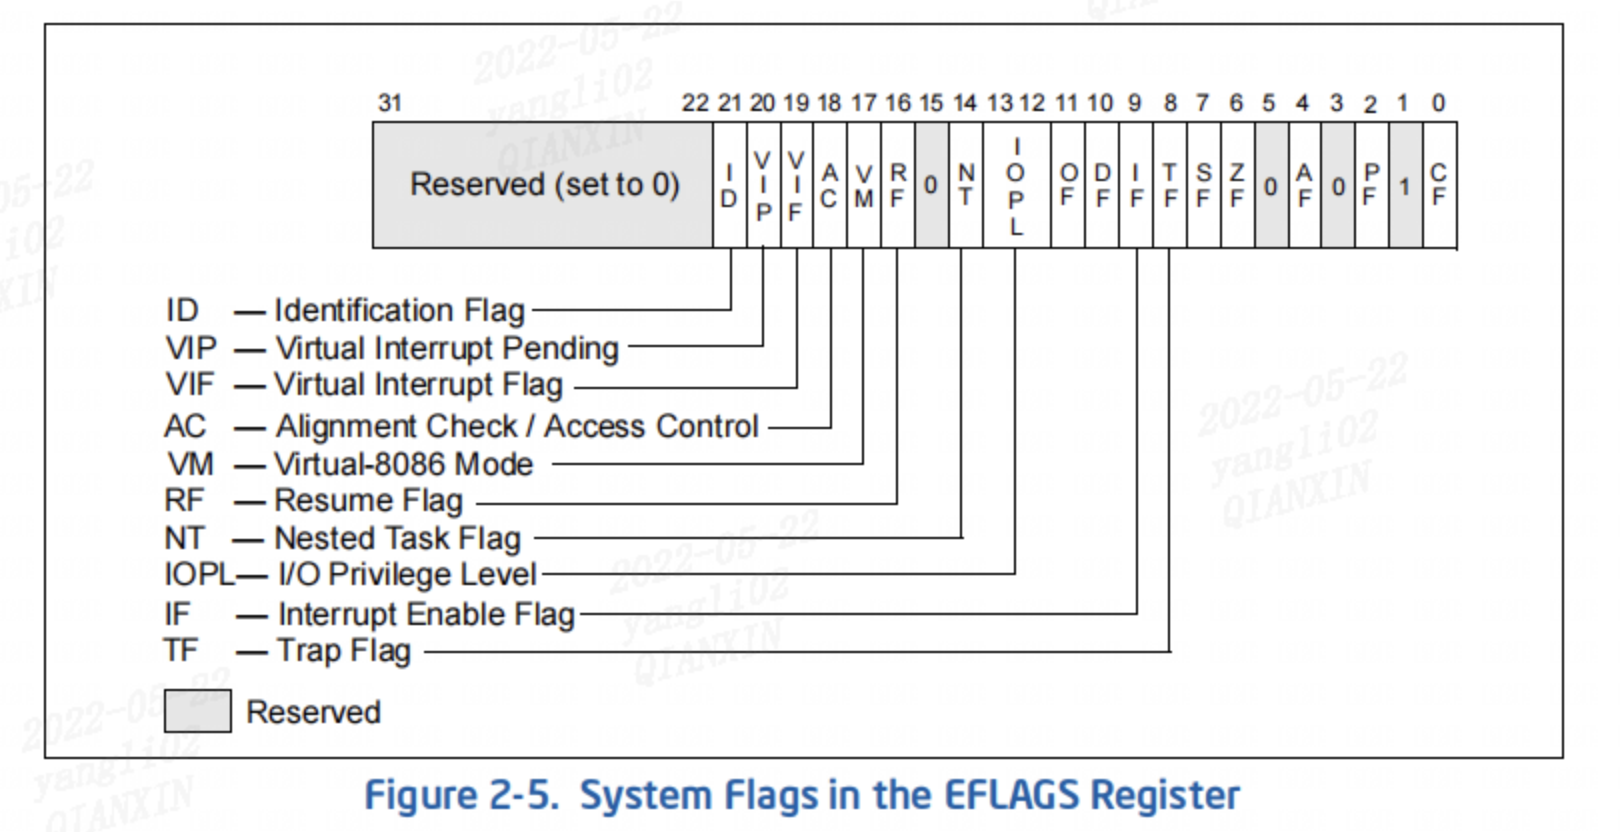 31 22 21 20 19 18 17 16 15 14 13 12 11 10 9 8 7 6 5 4 3 2 1 0
Reserved (set to 0) ID VIP VIF AC VM RF 0 NT IOPL OF DF IF TF SF ZF 0 AF 0 PF 1 CF
ID — Identification Flag
VIP — Virtual Interrupt Pending
VIF — Virtual Interrupt Flag
AC — Alignment Check / Access Control
VM — Virtual-8086 Mode
RF — Resume Flag
NT — Nested Task Flag
IOPL— I/O Privilege Level
IF — Interrupt Enable Flag
TF — Trap Flag
Reserved
Figure 2-5. System Flags in the EFLAGS Register
2022-05-22
yangli02
QIANXIN
05-22
i02
XIN
2022-05-22
yangli02
QIANXIN
2022-05-22
yangli02
QIANXIN
2022-05-22
yangli02
QIANXIN